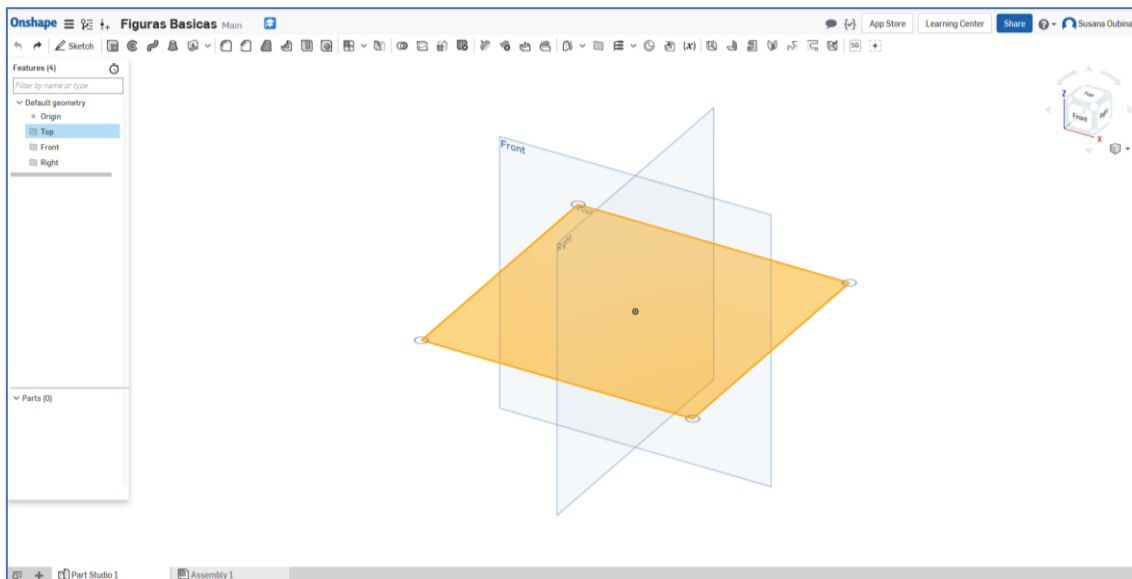 Onshape Figuras Basicas Main App Store Learning Center Share Susana Oubina
Sketch (x)
Features (4)
Filter by name or type
Default geometry
Origin
Top
Front
Right
Parts (0)
Front
Right
Z
Front
X
Part Studio 1 Assembly 1